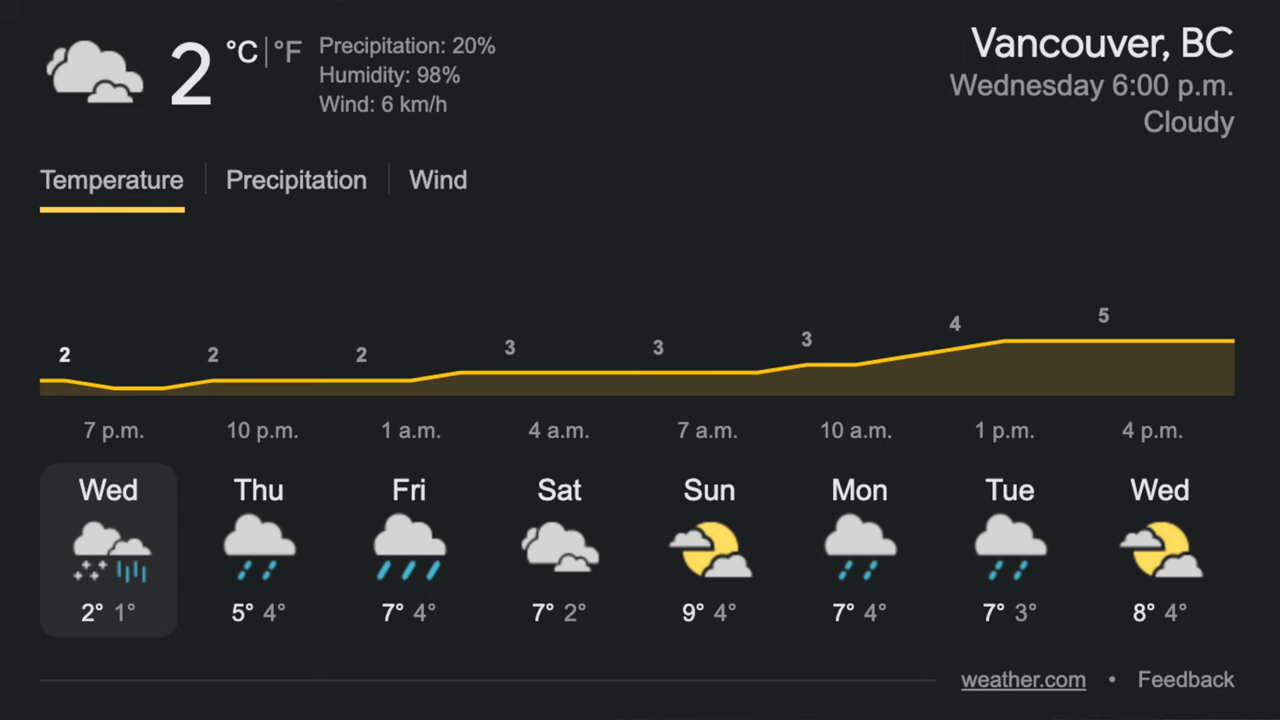 2 °C | °F
Precipitation: 20%
Humidity: 98%
Wind: 6 km/h
Vancouver, BC
Wednesday 6:00 p.m.
Cloudy
Temperature | Precipitation | Wind
2 2 2 3 3 3 4 5
7 p.m. 10 p.m. 1 a.m. 4 a.m. 7 a.m. 10 a.m. 1 p.m. 4 p.m.
Wed Thu Fri Sat Sun Mon Tue Wed
2° 1° 5° 4° 7° 4° 7° 2° 9° 4° 7° 4° 7° 3° 8° 4°
weather.com • Feedback